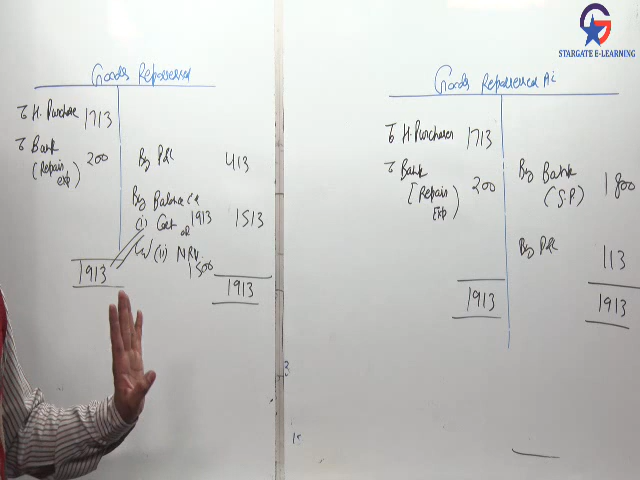 STARGATE E-LEARNING
Goods Repossessed
To H. Purchase 1713
To Bank 200
(Repair
exp)
By P&L 413
By Balance c/d
(i) Cost 1913 1513
or
(ii) NRV
1500
1913 1913
Goods Repossessed A/c
To H. Purchases 1713
To Bank 200
[Repair
Exp)
By Bank 1800
(S.P)
By P&L 113
1913 1913